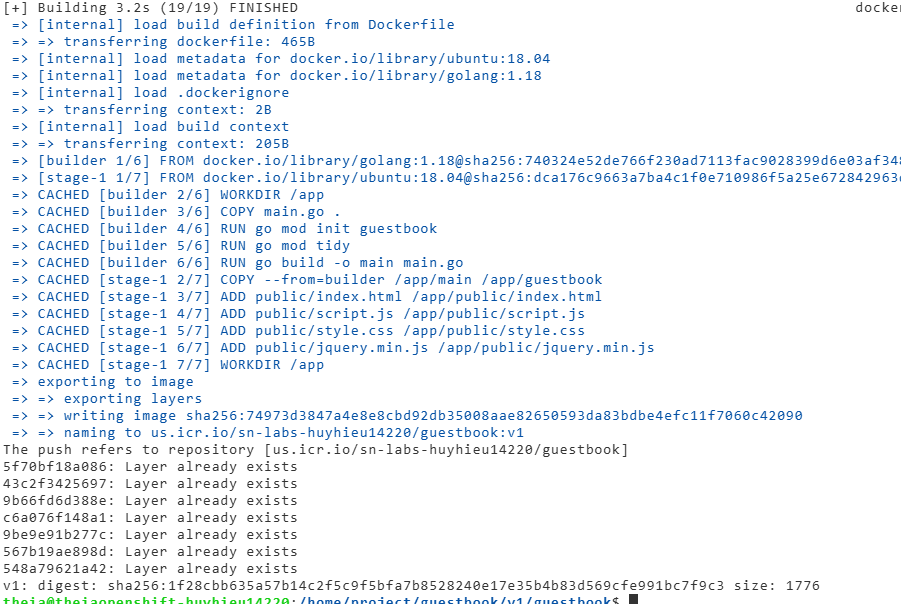 [+] Building 3.2s (19/19) FINISHED docker
=> [internal] load build definition from Dockerfile
=> => transferring dockerfile: 465B
=> [internal] load metadata for docker.io/library/ubuntu:18.04
=> [internal] load metadata for docker.io/library/golang:1.18
=> [internal] load .dockerignore
=> => transferring context: 2B
=> [internal] load build context
=> => transferring context: 205B
=> [builder 1/6] FROM docker.io/library/golang:1.18@sha256:740324e52de766f230ad7113fac9028399d6e03af348
=> [stage-1 1/7] FROM docker.io/library/ubuntu:18.04@sha256:dca176c9663a7ba4c1f0e710986f5a25e672842963d
=> CACHED [builder 2/6] WORKDIR /app
=> CACHED [builder 3/6] COPY main.go .
=> CACHED [builder 4/6] RUN go mod init guestbook
=> CACHED [builder 5/6] RUN go mod tidy
=> CACHED [builder 6/6] RUN go build -o main main.go
=> CACHED [stage-1 2/7] COPY --from=builder /app/main /app/guestbook
=> CACHED [stage-1 3/7] ADD public/index.html /app/public/index.html
=> CACHED [stage-1 4/7] ADD public/script.js /app/public/script.js
=> CACHED [stage-1 5/7] ADD public/style.css /app/public/style.css
=> CACHED [stage-1 6/7] ADD public/jquery.min.js /app/public/jquery.min.js
=> CACHED [stage-1 7/7] WORKDIR /app
=> exporting to image
=> => exporting layers
=> => writing image sha256:74973d3847a4e8e8cbd92db35008aae82650593da83bdbe4efc11f7060c42090
=> => naming to us.icr.io/sn-labs-huyhieu14220/guestbook:v1
The push refers to repository [us.icr.io/sn-labs-huyhieu14220/guestbook]
5f70bf18a086: Layer already exists
43c2f3425697: Layer already exists
9b66fd6d388e: Layer already exists
c6a076f148a1: Layer already exists
9be9e91b277c: Layer already exists
567b19ae898d: Layer already exists
548a79621a42: Layer already exists
v1: digest: sha256:1f28cbb635a57b14c2f5c9f5bfa7b8528240e17e35b4b83d569cfe991bc7f9c3 size: 1776
theia@theiaopenshift-huyhieu14220:/home/project/guestbook/v1/guestbook$